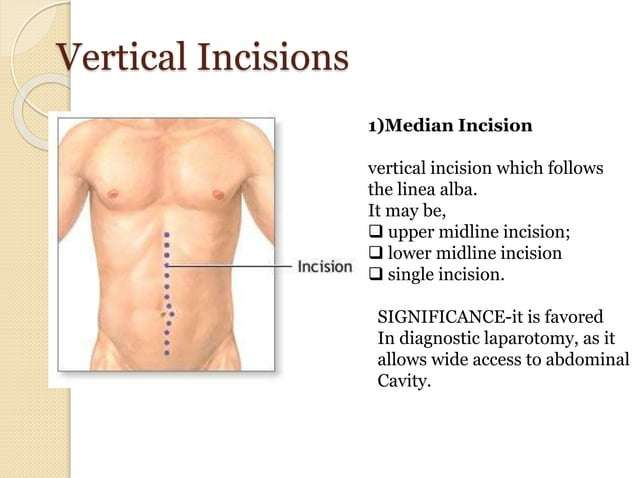 Vertical Incisions
1)Median Incision
vertical incision which follows
the linea alba.
It may be,
❑ upper midline incision;
❑ lower midline incision
❑ single incision.
Incision
SIGNIFICANCE-it is favored
In diagnostic laparotomy, as it
allows wide access to abdominal
Cavity.